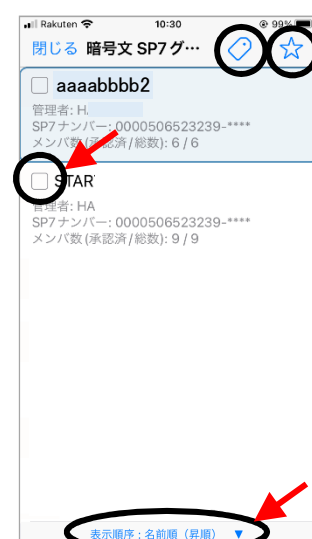 Rakuten 10:30 99%
閉じる 暗号文 SP7 グ…
aaaabbbb2
管理者: H
SP7ナンバー: 0000506523239-****
メンバ数(承認済/総数): 6 / 6
START
管理者: HA
SP7ナンバー: 0000506523239-****
メンバ数(承認済/総数): 9 / 9
表示順序 : 名前順（昇順） ▼